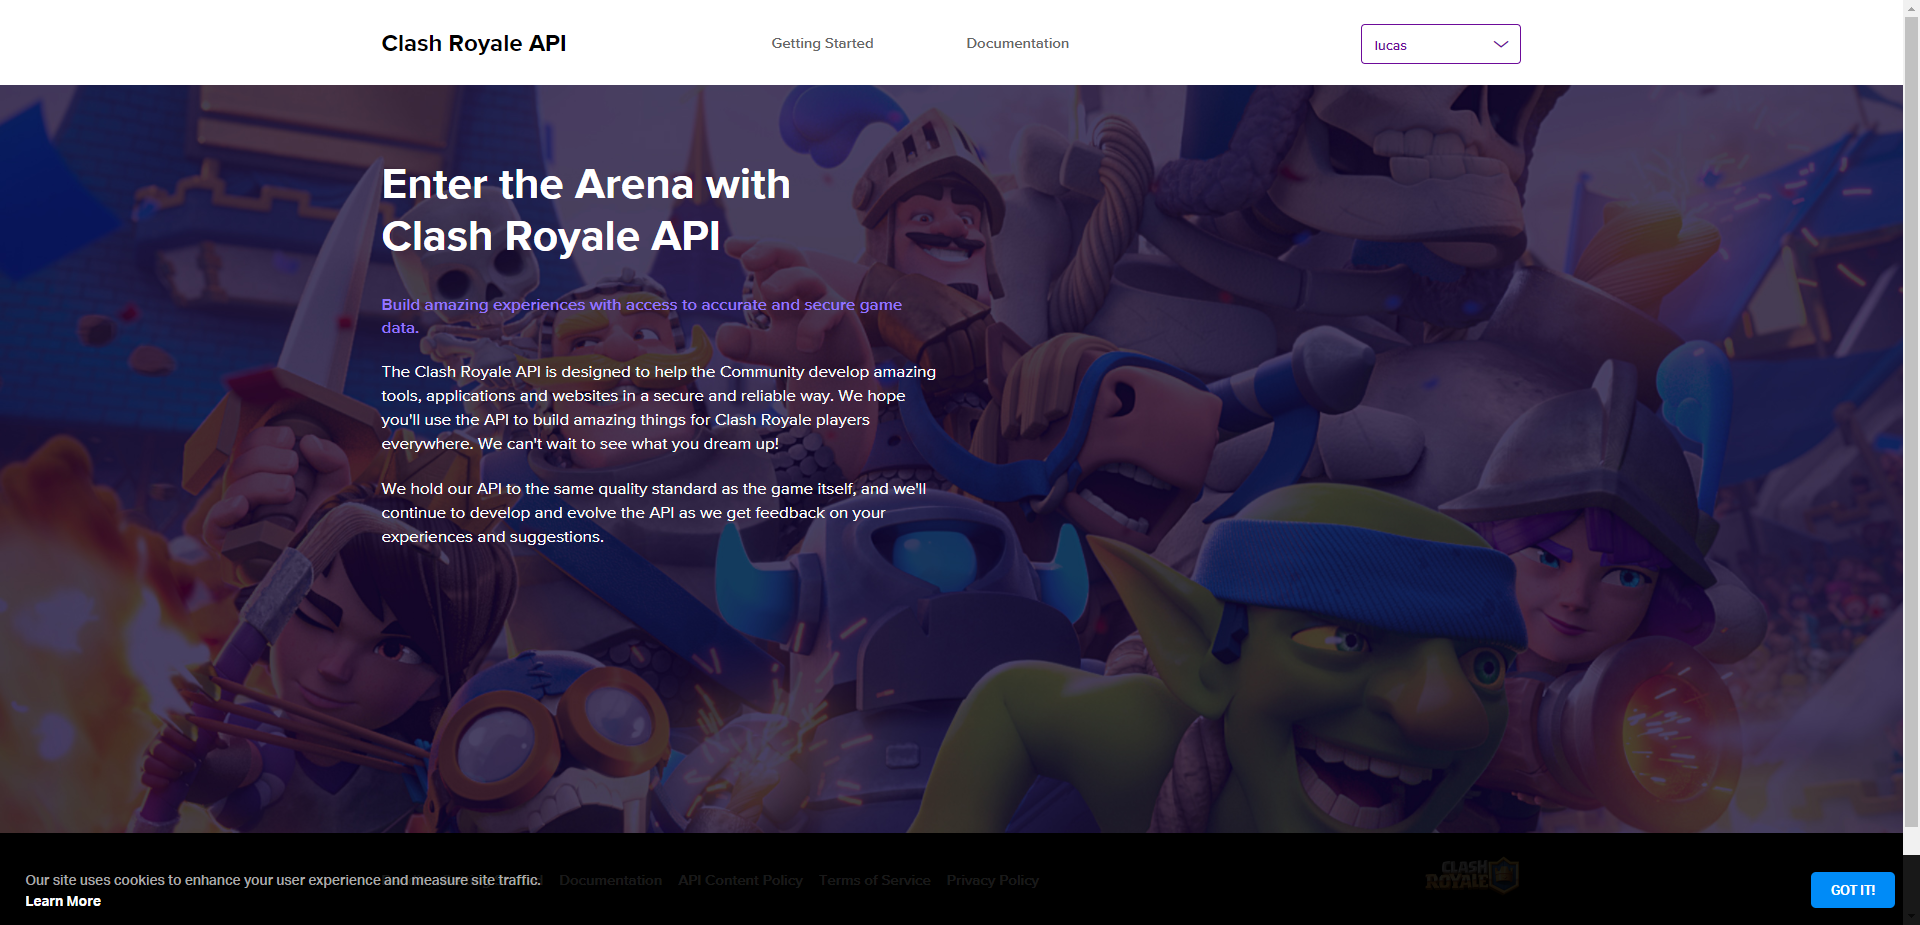 Clash Royale API
Getting Started
Documentation
lucas
Enter the Arena with
Clash Royale API
Build amazing experiences with access to accurate and secure game
data.
The Clash Royale API is designed to help the Community develop amazing
tools, applications and websites in a secure and reliable way. We hope
you'll use the API to build amazing things for Clash Royale players
everywhere. We can't wait to see what you dream up!
We hold our API to the same quality standard as the game itself, and we'll
continue to develop and evolve the API as we get feedback on your
experiences and suggestions.
Our site uses cookies to enhance your user experience and measure site traffic.
Learn More
Documentation
API Content Policy
Terms of Service
Privacy Policy
CLASH
ROYALE
GOT IT!